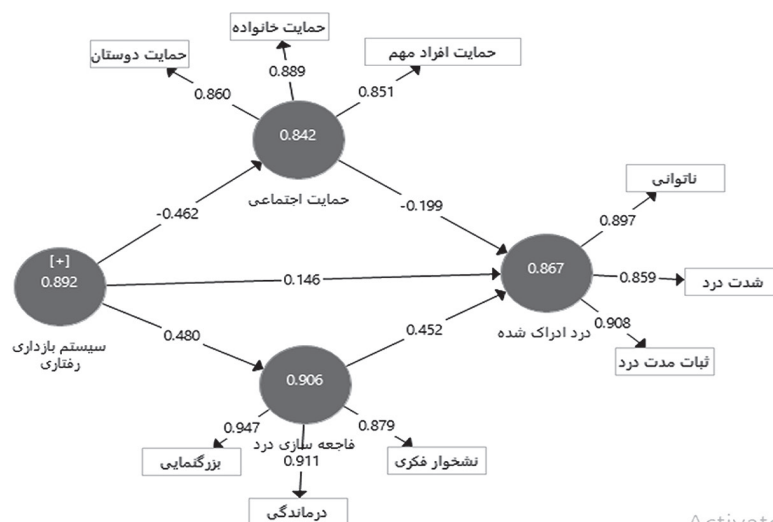 حمایت خانواده
حمایت دوستان
حمایت افراد مهم
0.889
0.860
0.851
0.842
حمایت اجتماعی
ناتوانی
-0.462
-0.199
0.897
[+]
0.892
0.146
0.867
0.859
شدت درد
سیستم بازداری
رفتاری
0.480
0.452
درد ادراک شده
0.908
ثبات مدت درد
0.906
0.947
فاجعه سازی درد
0.879
0.911
بزرگنمایی
نشخوار فکری
درماندگی